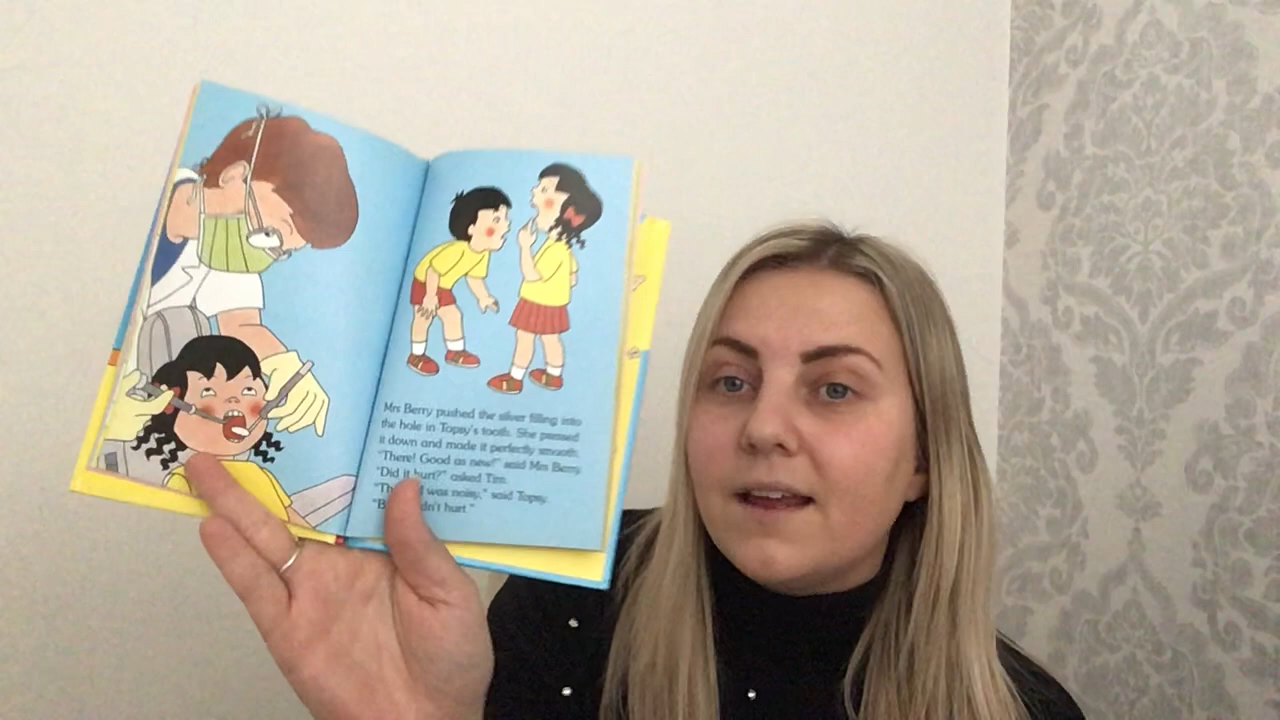 Mrs Berry pushed the silver filling into
the hole in Topsy's tooth. She pressed
it down and made it perfectly smooth.
"There! Good as new!" said Mrs Berry.
"Did it hurt?" asked Tim.
was noisy," said Topsy.
hurt."